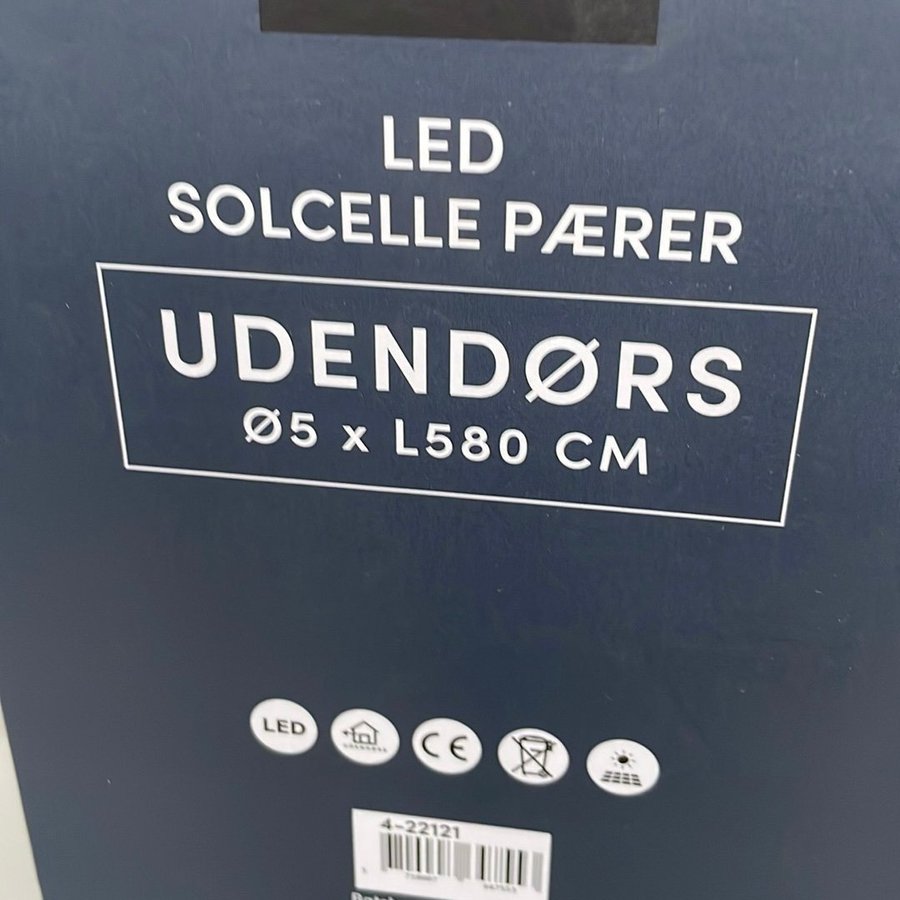 LED
SOLCELLE PÆRER
UDENDØRS
Ø5 x L580 CM
LED
CE
4-22121